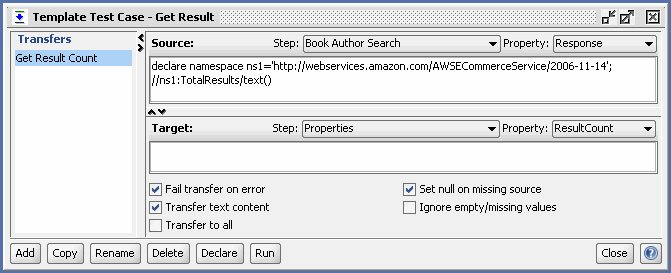 Template Test Case - Get Result
Transfers
Get Result Count
Source: Step: Book Author Search Property: Response
declare namespace ns1='http://webservices.amazon.com/AWSECommerceService/2006-11-14';
//ns1:TotalResults/text()
Target: Step: Properties Property: ResultCount
Fail transfer on error Set null on missing source
Transfer text content Ignore empty/missing values
Transfer to all
Add Copy Rename Delete Declare Run Close ?